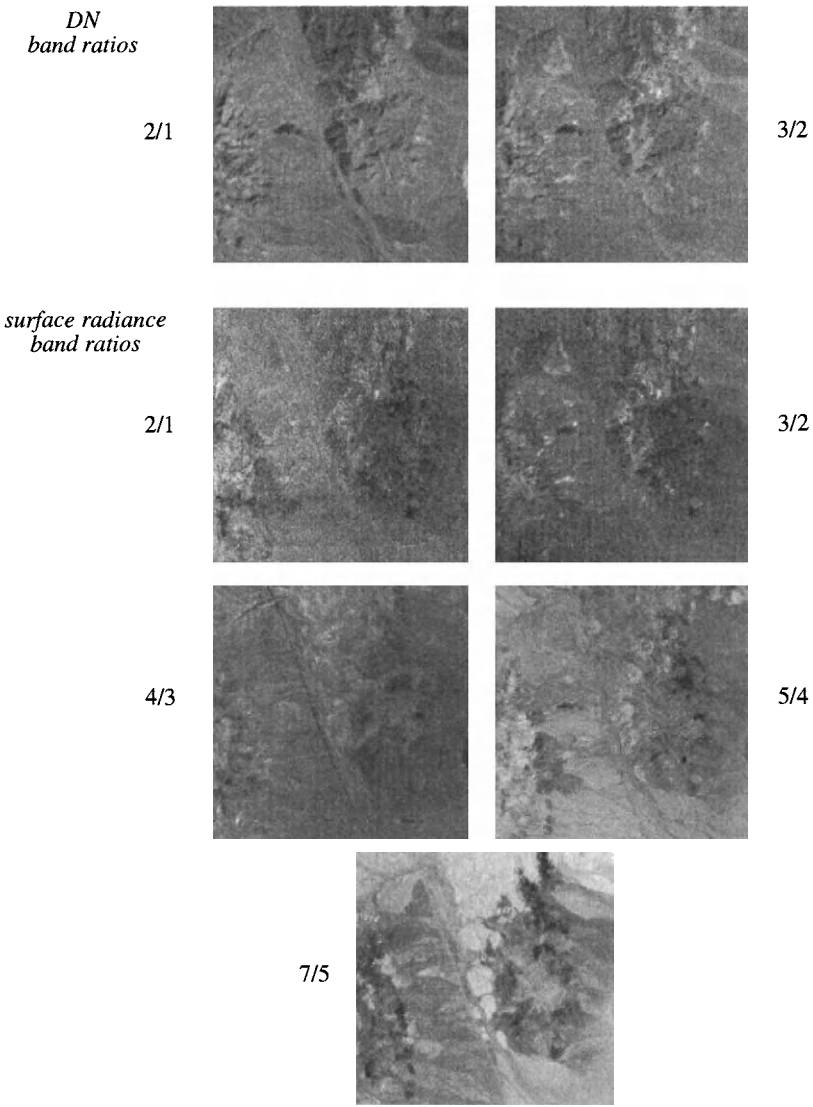 DN
band ratios
2/1
3/2
surface radiance
band ratios
2/1
3/2
4/3
5/4
7/5